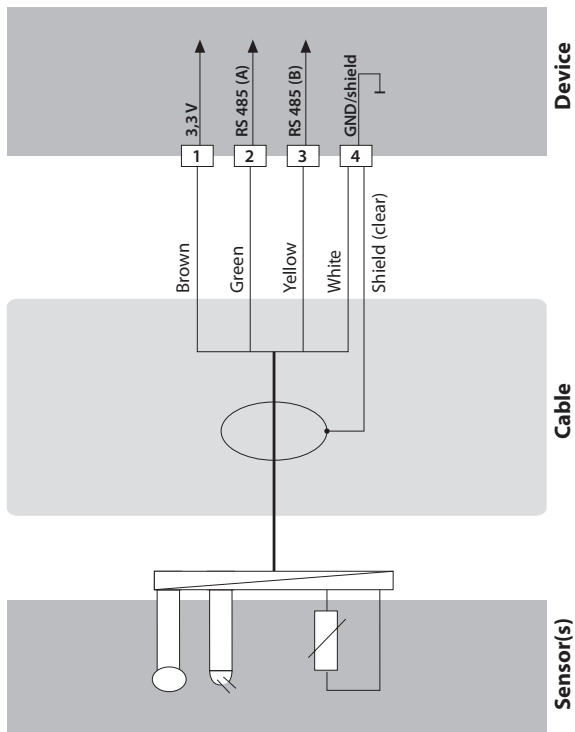 Device
3,3 V
RS 485 (A)
RS 485 (B)
GND/shield
1
2
3
4
Brown
Green
Yellow
White
Shield (clear)
Cable
Sensor(s)